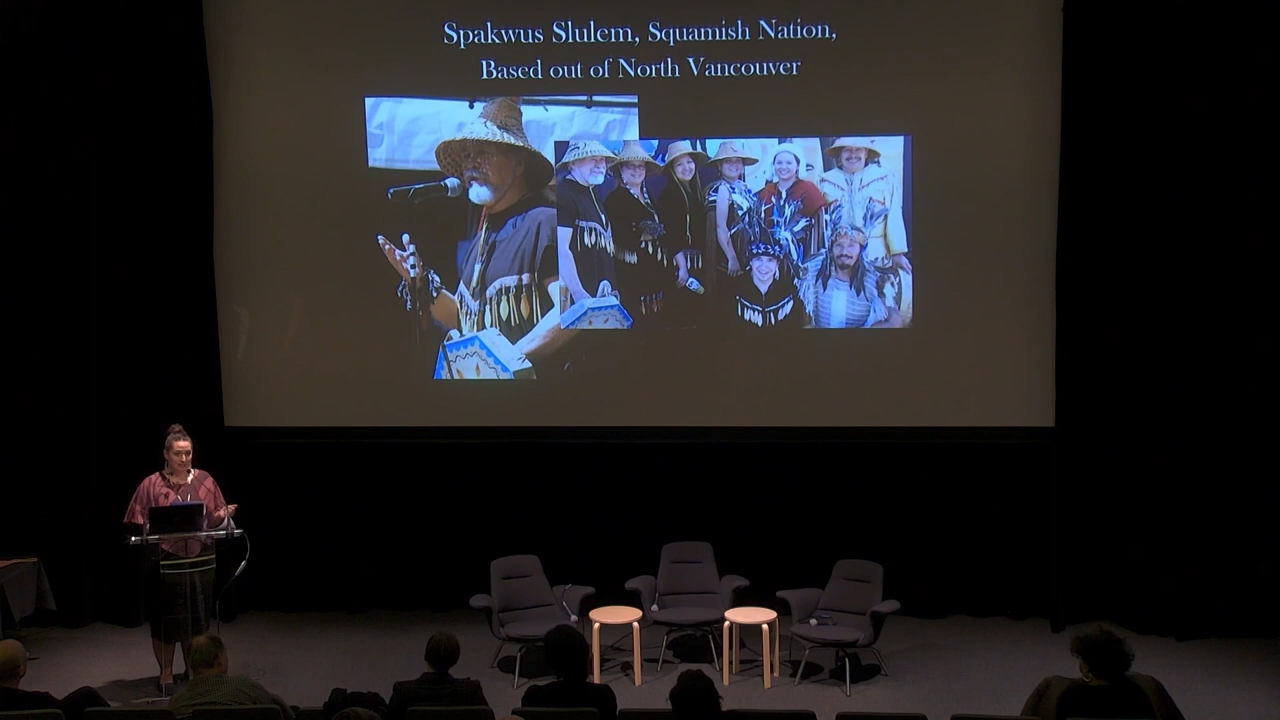 Spakwus Slulem, Squamish Nation,
Based out of North Vancouver